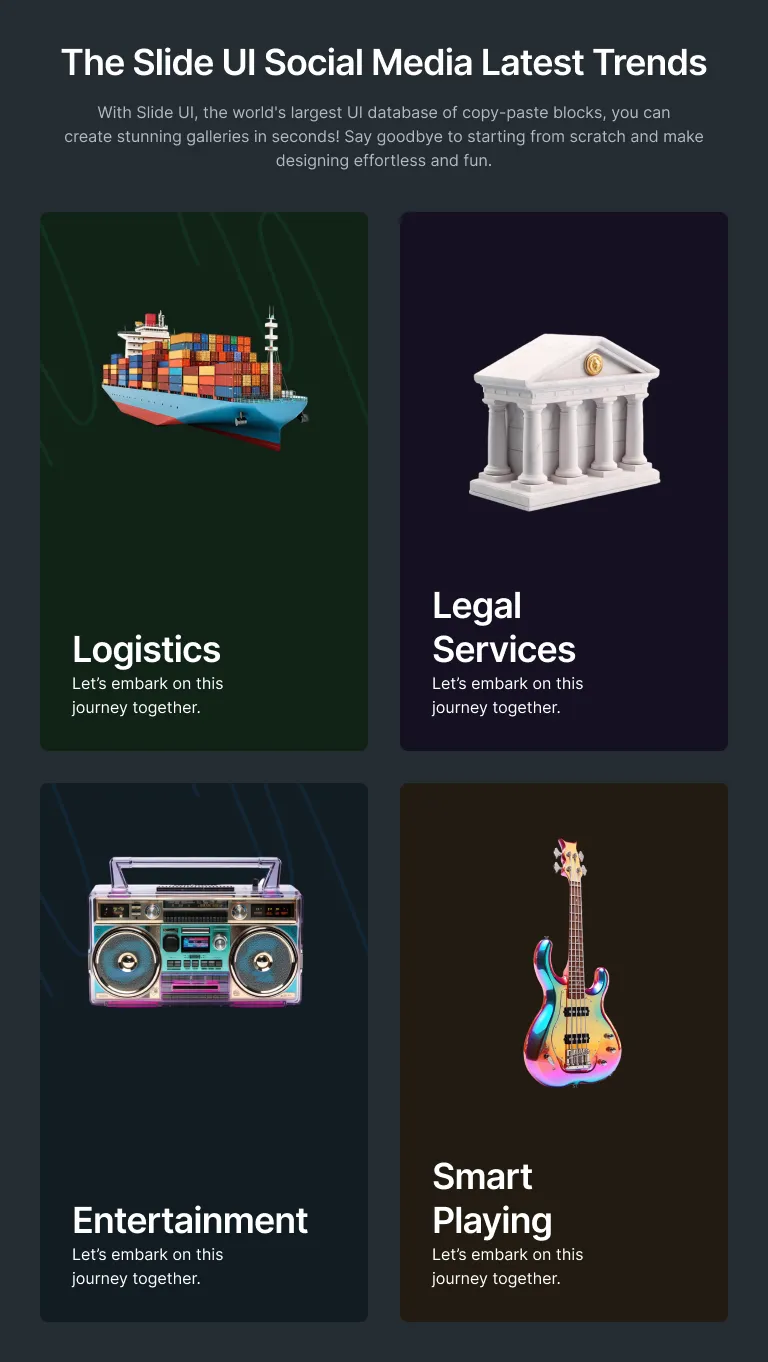 The Slide UI Social Media Latest Trends
With Slide UI, the world's largest UI database of copy-paste blocks, you can
create stunning galleries in seconds! Say goodbye to starting from scratch and make
designing effortless and fun.
Logistics
Let’s embark on this
journey together.
Legal
Services
Let’s embark on this
journey together.
Entertainment
Let’s embark on this
journey together.
Smart
Playing
Let’s embark on this
journey together.